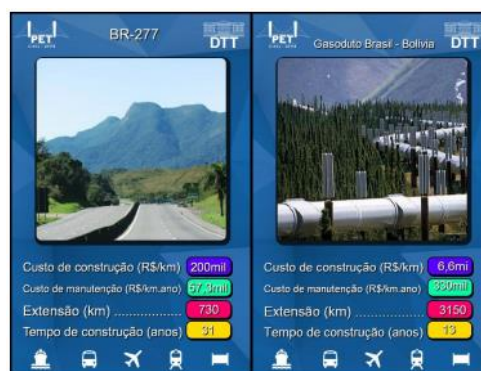 PET
BR-277
DTT
Custo de construção (R$/km) 200mil
Custo de manutenção (R$/km.ano) 57,3mil
Extensão (km) .................. 730
Tempo de construção (anos) 31
PET
Gasoduto Brasil - Bolívia
DTT
Custo de construção (R$/km) 6,6mi
Custo de manutenção (R$/km.ano) 330mil
Extensão (km) .................. 3150
Tempo de construção (anos) 13